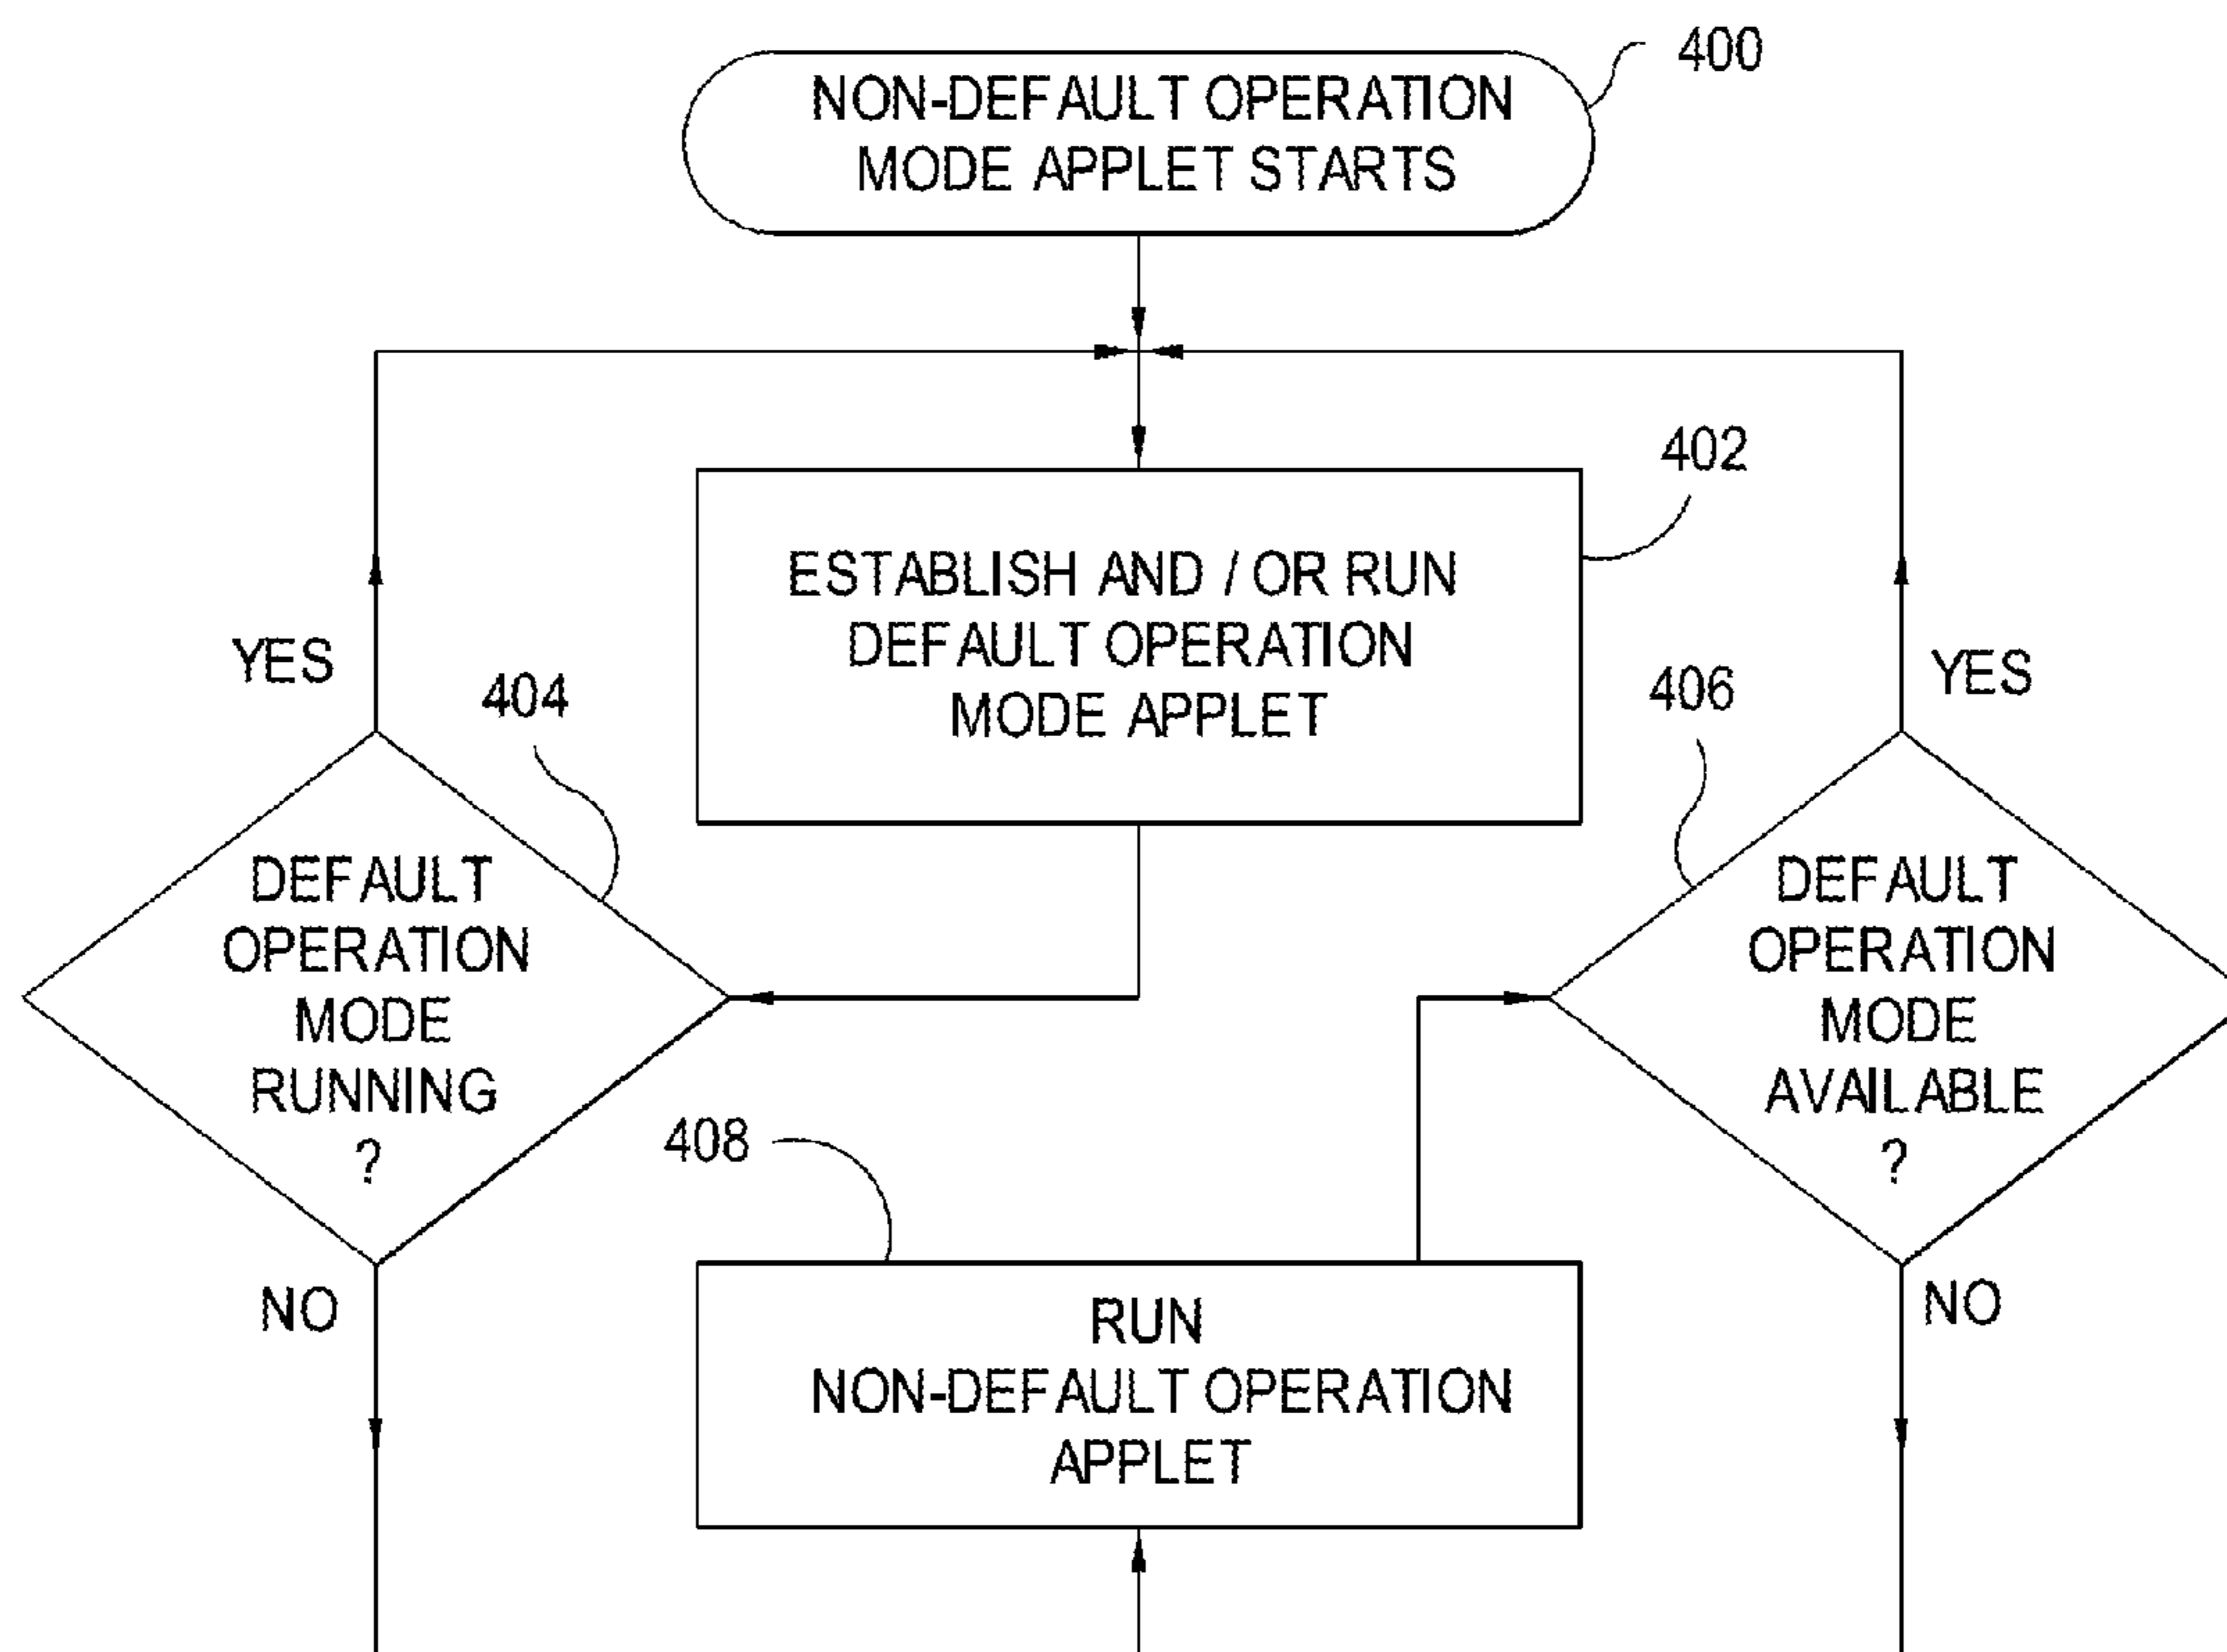 400
NON-DEFAULT OPERATION
MODE APPLET STARTS
402
ESTABLISH AND / OR RUN
DEFAULT OPERATION
MODE APPLET
YES
404
DEFAULT
OPERATION
MODE
RUNNING
?
NO
406
YES
DEFAULT
OPERATION
MODE
AVAILABLE
?
NO
408
RUN
NON-DEFAULT OPERATION
APPLET